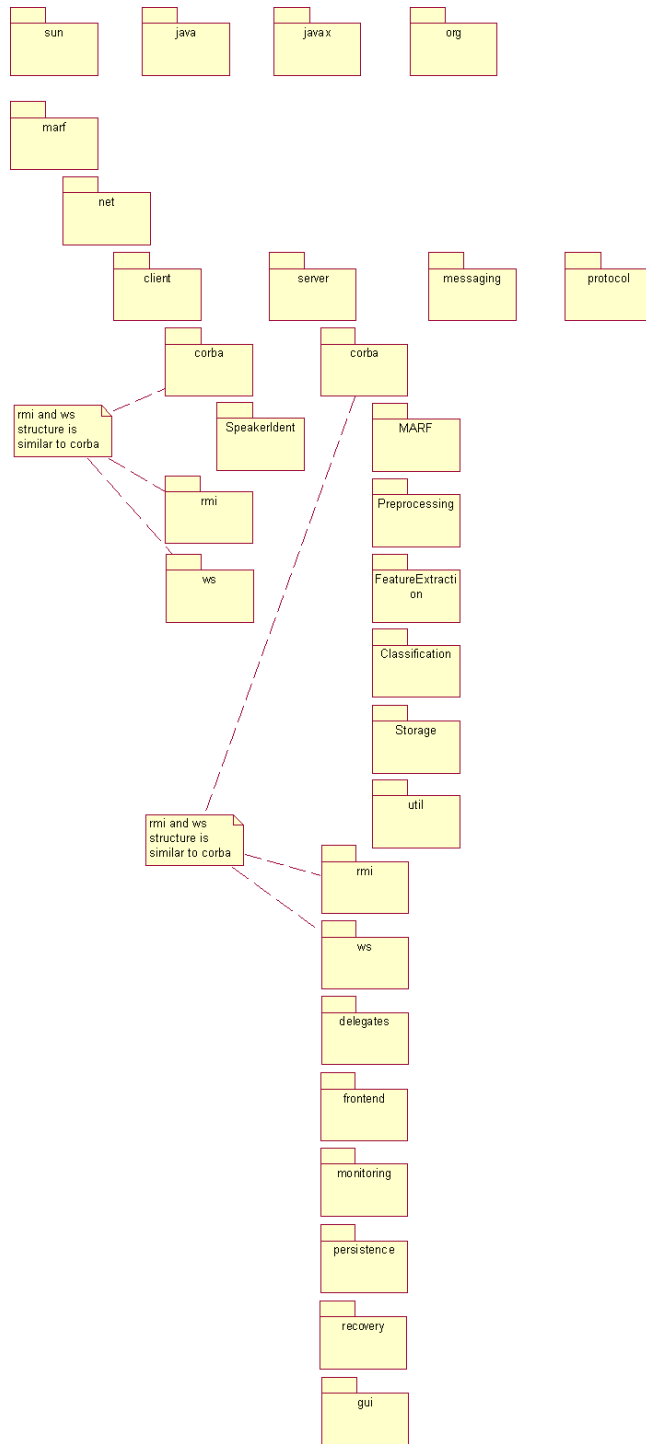 sun
java
javax
org
marf
net
client
server
messaging
protocol
corba
corba
rmi and ws
structure is
similar to corba
SpeakerIdent
MARF
rmi
Preprocessing
ws
FeatureExtracti
on
Classification
Storage
util
rmi and ws
structure is
similar to corba
rmi
ws
delegates
frontend
monitoring
persistence
recovery
gui